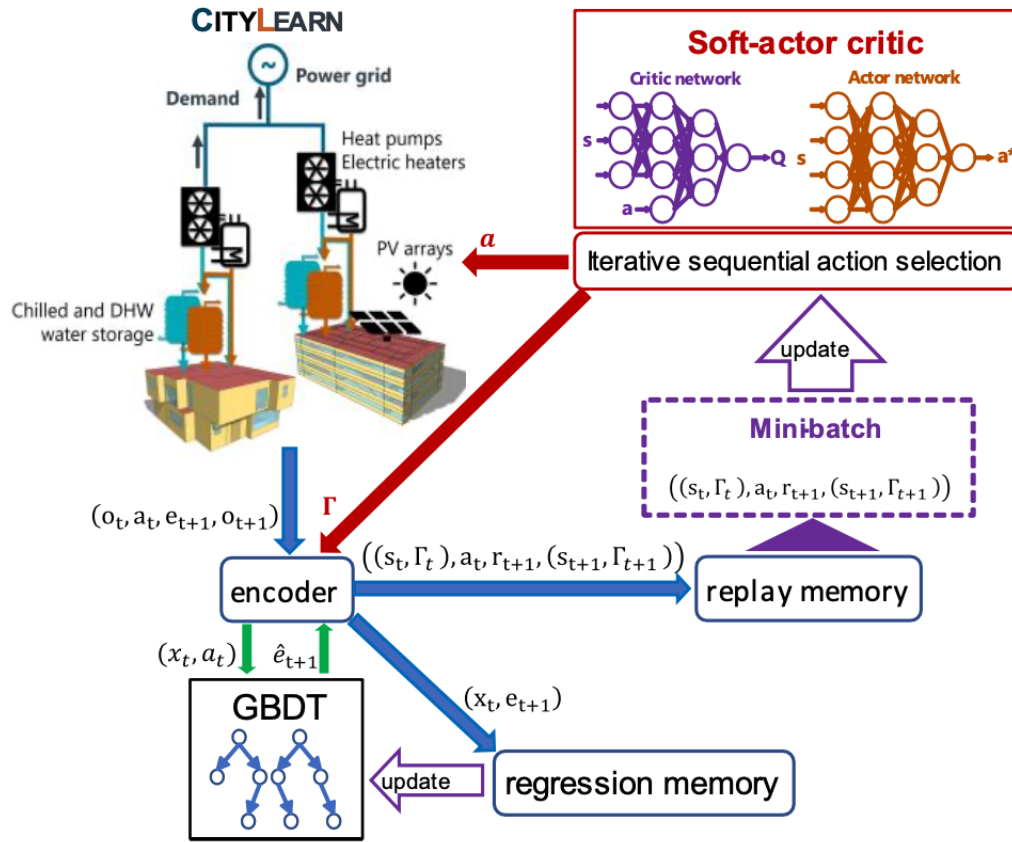 CITYLEARN
~
Power grid
Demand
Heat pumps
Electric heaters
PV arrays
Chilled and DHW
water storage
Soft-actor critic
Critic network
Actor network
s
a
Q
s
a*
a
Iterative sequential action selection
update
Mini-batch
((sₜ, Γₜ), aₜ, rₜ₊₁, (sₜ₊₁, Γₜ₊₁))
Γ
(oₜ, aₜ, eₜ₊₁, oₜ₊₁)
((sₜ, Γₜ), aₜ, rₜ₊₁, (sₜ₊₁, Γₜ₊₁))
encoder
replay memory
(xₜ, aₜ)
êₜ₊₁
(xₜ, eₜ₊₁)
GBDT
update
regression memory